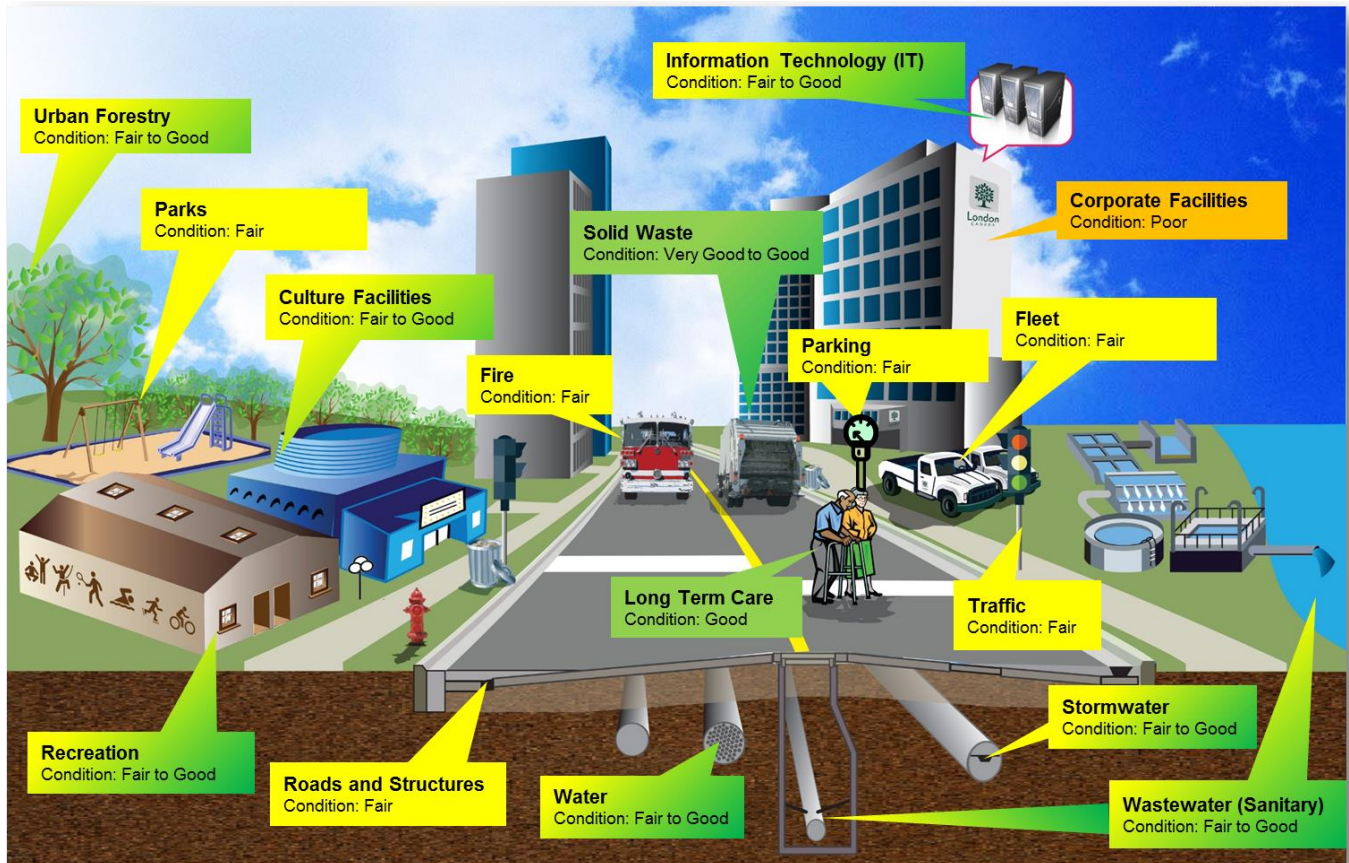 Information Technology (IT)
Condition: Fair to Good
Urban Forestry
Condition: Fair to Good
Parks
Condition: Fair
Corporate Facilities
Condition: Poor
London
CANADA
Solid Waste
Condition: Very Good to Good
Culture Facilities
Condition: Fair to Good
Fleet
Condition: Fair
Parking
Condition: Fair
Fire
Condition: Fair
Long Term Care
Condition: Good
Traffic
Condition: Fair
Stormwater
Condition: Fair to Good
Recreation
Condition: Fair to Good
Roads and Structures
Condition: Fair
Water
Condition: Fair to Good
Wastewater (Sanitary)
Condition: Fair to Good